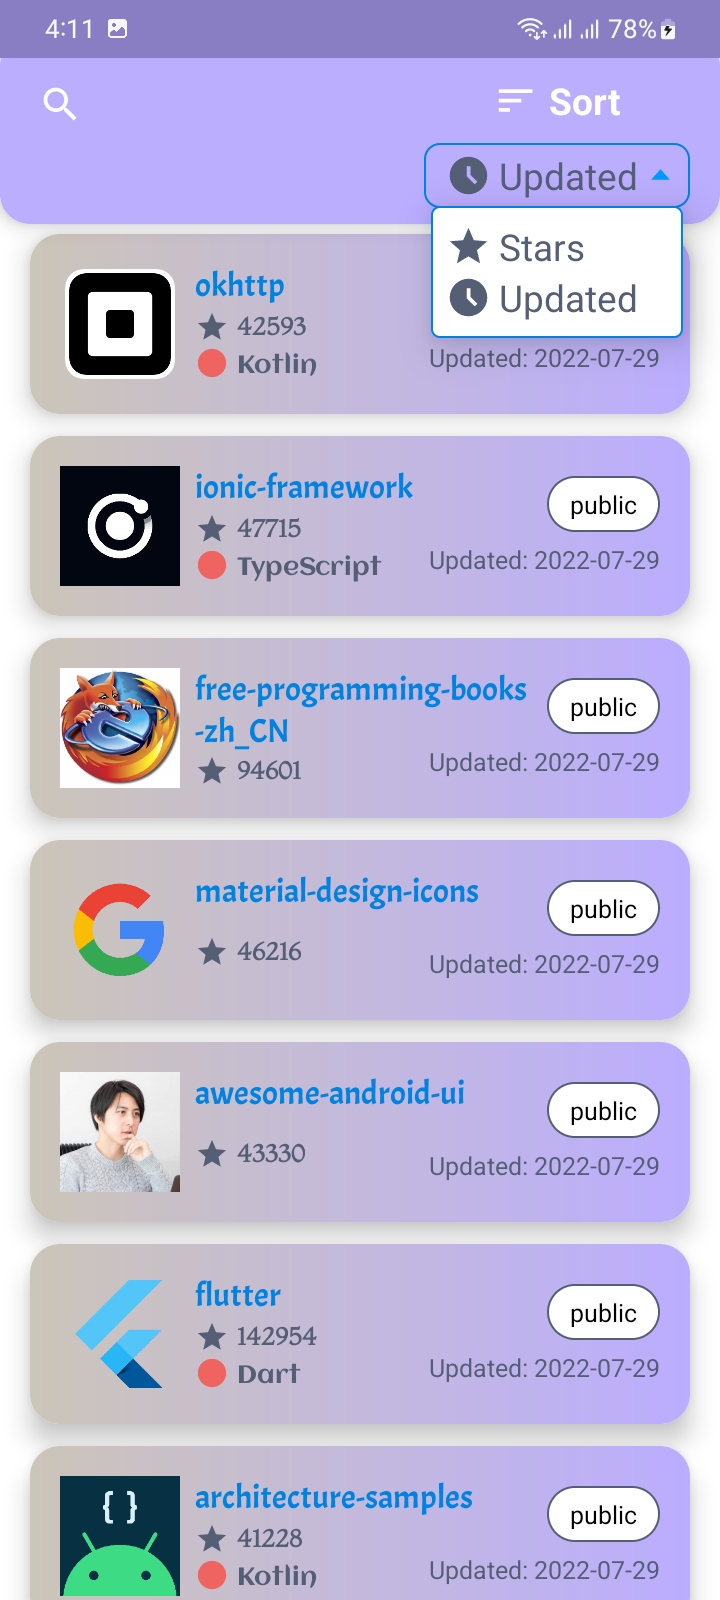 4:11 78%
Sort
Updated
Stars
Updated
okhttp
42593
Kotlin
Updated: 2022-07-29
ionic-framework
public
47715
TypeScript
Updated: 2022-07-29
free-programming-books
-zh_CN
public
94601
Updated: 2022-07-29
material-design-icons
public
46216
Updated: 2022-07-29
awesome-android-ui
public
43330
Updated: 2022-07-29
flutter
public
142954
Dart
Updated: 2022-07-29
architecture-samples
public
41228
Kotlin
Updated: 2022-07-29
{ }